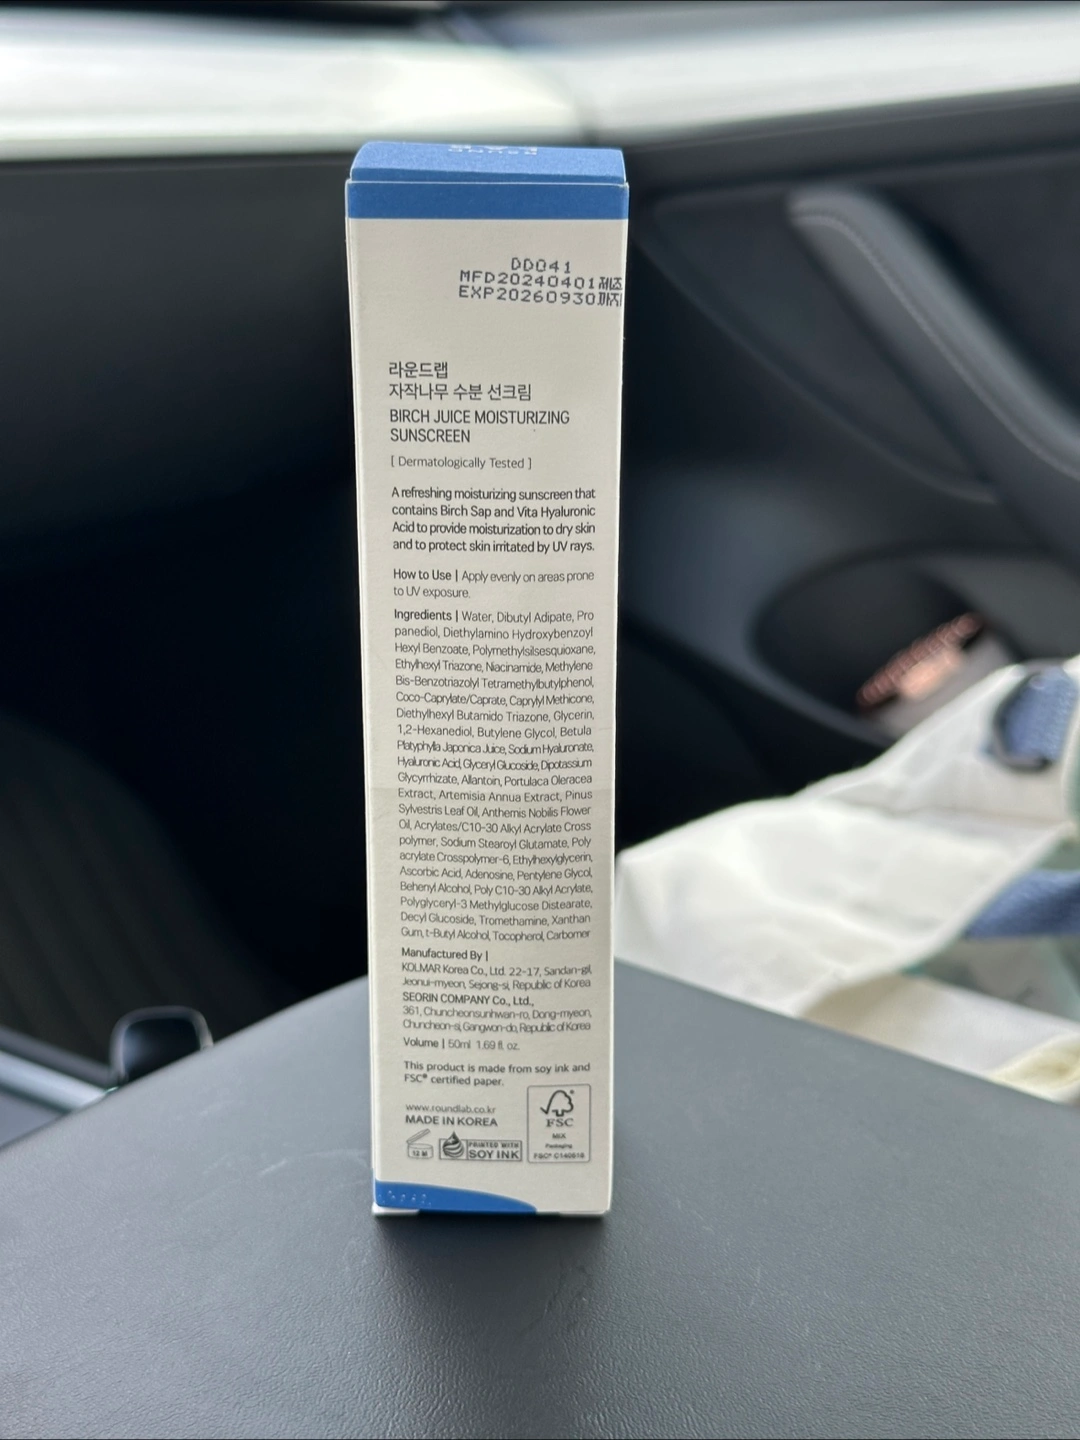 DD041
MFD20240401제조
EXP20260930까지
라운드랩
자작나무 수분 선크림
BIRCH JUICE MOISTURIZING
SUNSCREEN
[ Dermatologically Tested ]
A refreshing moisturizing sunscreen that
contains Birch Sap and Vita Hyaluronic
Acid to provide moisturization to dry skin
and to protect skin irritated by UV rays.
How to Use | Apply evenly on areas prone
to UV exposure.
Ingredients | Water, Dibutyl Adipate, Pro
panediol, Diethylamino Hydroxybenzoyl
Hexyl Benzoate, Polymethylsilsesquioxane,
Ethylhexyl Triazone, Niacinamide, Methylene
Bis-Benzotriazolyl Tetramethylbutylphenol,
Coco-Caprylate/Caprate, Caprylyl Methicone,
Diethylhexyl Butamido Triazone, Glycerin,
1,2-Hexanediol, Butylene Glycol, Betula
Platyphylla Japonica Juice, Sodium Hyaluronate,
Hyaluronic Acid, Glyceryl Glucoside, Dipotassium
Glycyrrhizate, Allantoin, Portulaca Oleracea
Extract, Artemisia Annua Extract, Pinus
Sylvestris Leaf Oil, Anthemis Nobilis Flower
Oil, Acrylates/C10-30 Alkyl Acrylate Cross
polymer, Sodium Stearoyl Glutamate, Poly
acrylate Crosspolymer-6, Ethylhexylglycerin,
Ascorbic Acid, Adenosine, Pentylene Glycol,
Behenyl Alcohol, Poly C10-30 Alkyl Acrylate,
Polyglyceryl-3 Methylglucose Distearate,
Decyl Glucoside, Tromethamine, Xanthan
Gum, t-Butyl Alcohol, Tocopherol, Carbomer
Manufactured By |
KOLMAR Korea Co., Ltd. 22-17, Sandan-gil,
Jeonui-myeon, Sejong-si, Republic of Korea
SEORIN COMPANY Co., Ltd.,
361, Chuncheonsunhwan-ro, Dong-myeon,
Chuncheon-si, Gangwon-do, Republic of Korea
Volume | 50ml 1.69 fl. oz.
This product is made from soy ink and
FSC® certified paper.
www.roundlab.co.kr
MADE IN KOREA
12 M
PRINTED WITH
SOY INK
FSC
MIX
Packaging
FSC® C140616